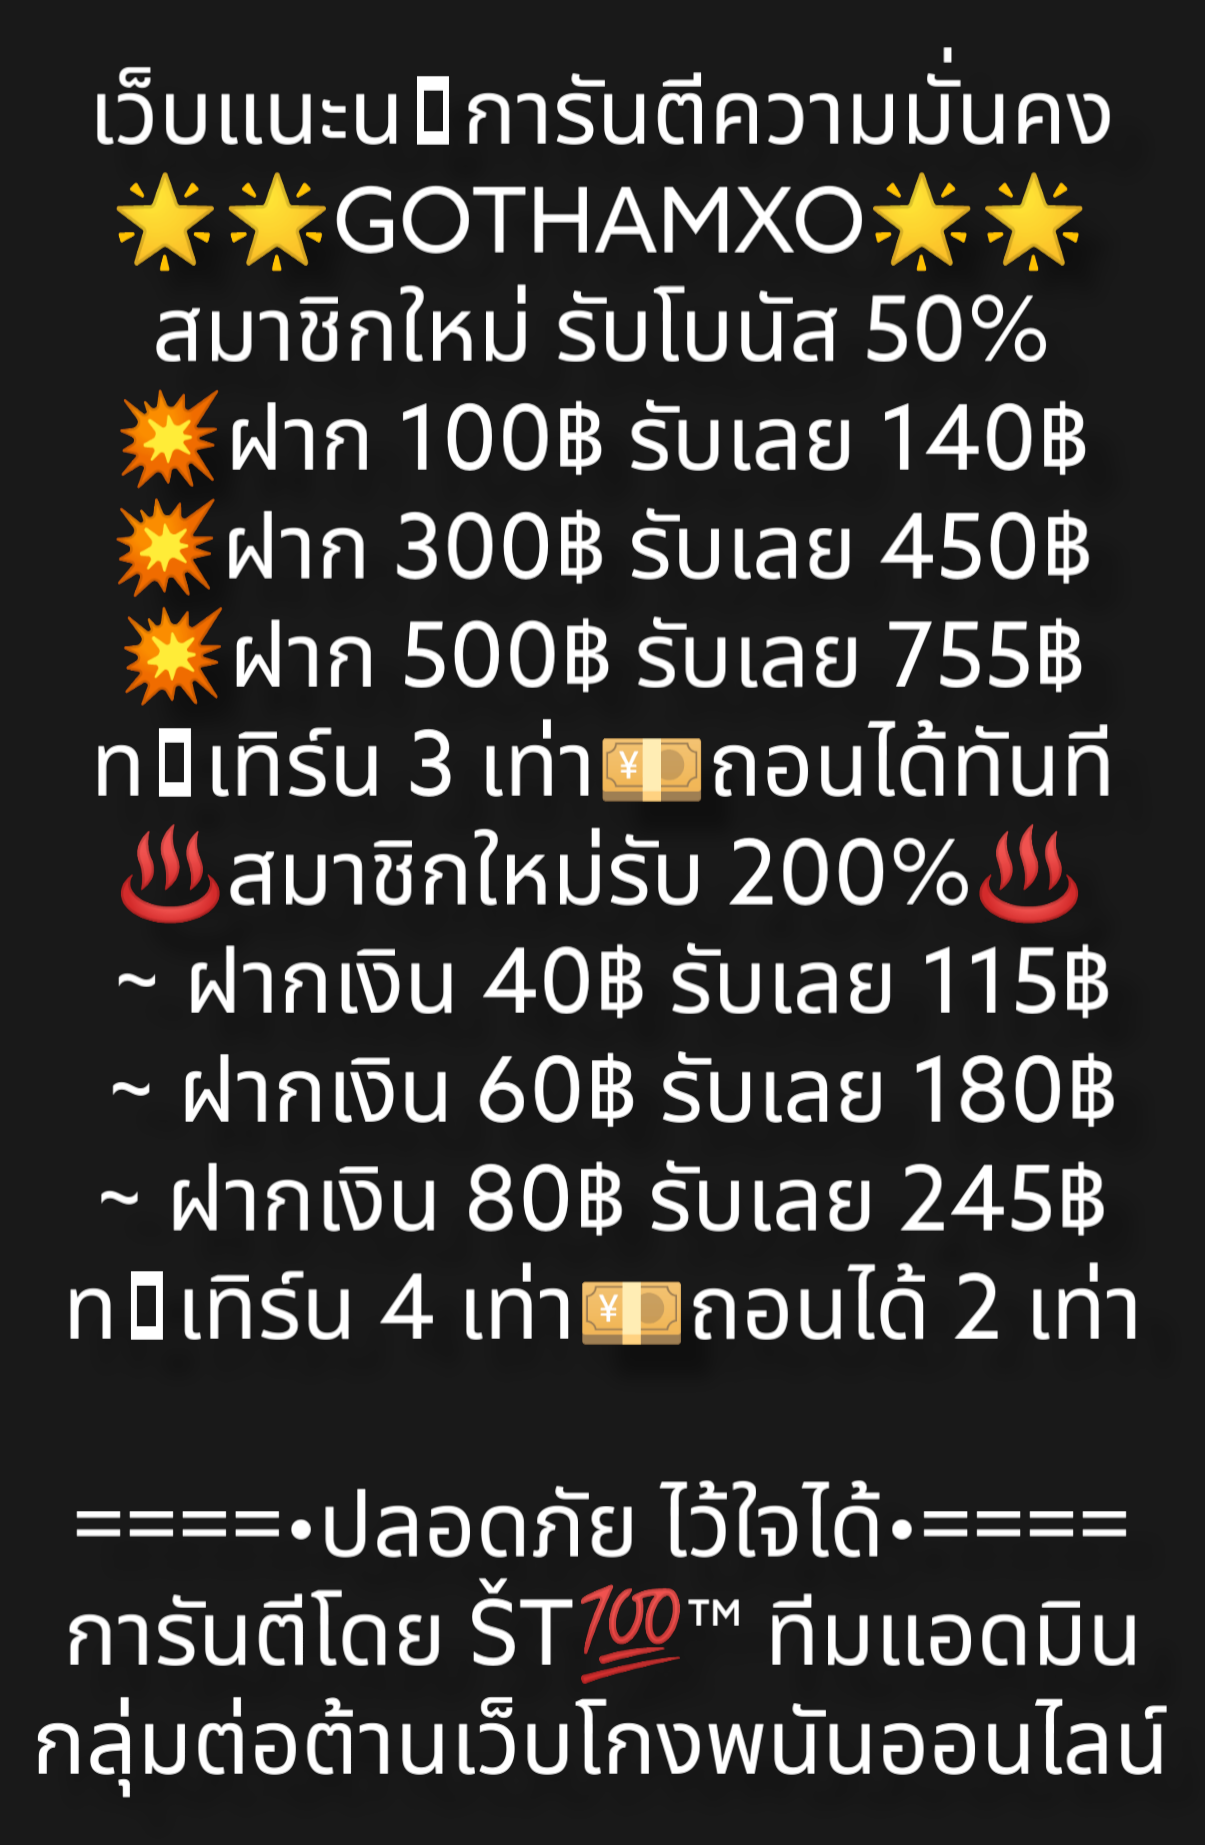 เว็บแนะน▯การันตีความมั่นคง
🌟🌟GOTHAMXO🌟🌟
สมาชิกใหม่ รับโบนัส 50%
💥ฝาก 100฿ รับเลย 140฿
💥ฝาก 300฿ รับเลย 450฿
💥ฝาก 500฿ รับเลย 755฿
ท▯เทิร์น 3 เท่า💴ถอนได้ทันที
♨️สมาชิกใหม่รับ 200%♨️
~ ฝากเงิน 40฿ รับเลย 115฿
~ ฝากเงิน 60฿ รับเลย 180฿
~ ฝากเงิน 80฿ รับเลย 245฿
ท▯เทิร์น 4 เท่า💴ถอนได้ 2 เท่า
====•ปลอดภัย ไว้ใจได้•====
การันตีโดย ŠT💯™ ทีมแอดมิน
กลุ่มต่อต้านเว็บโกงพนันออนไลน์